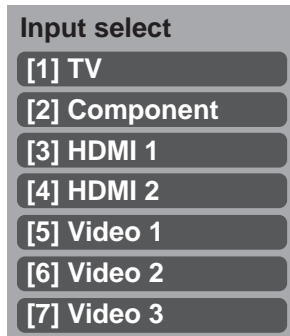 Input select
[1] TV
[2] Component
[3] HDMI 1
[4] HDMI 2
[5] Video 1
[6] Video 2
[7] Video 3